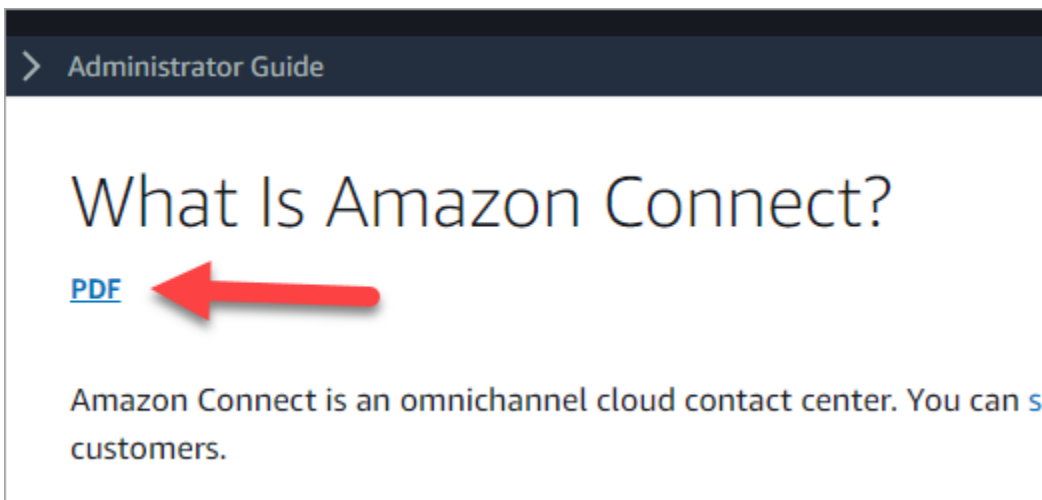 Administrator Guide
What Is Amazon Connect?
PDF
Amazon Connect is an omnichannel cloud contact center. You can s
customers.